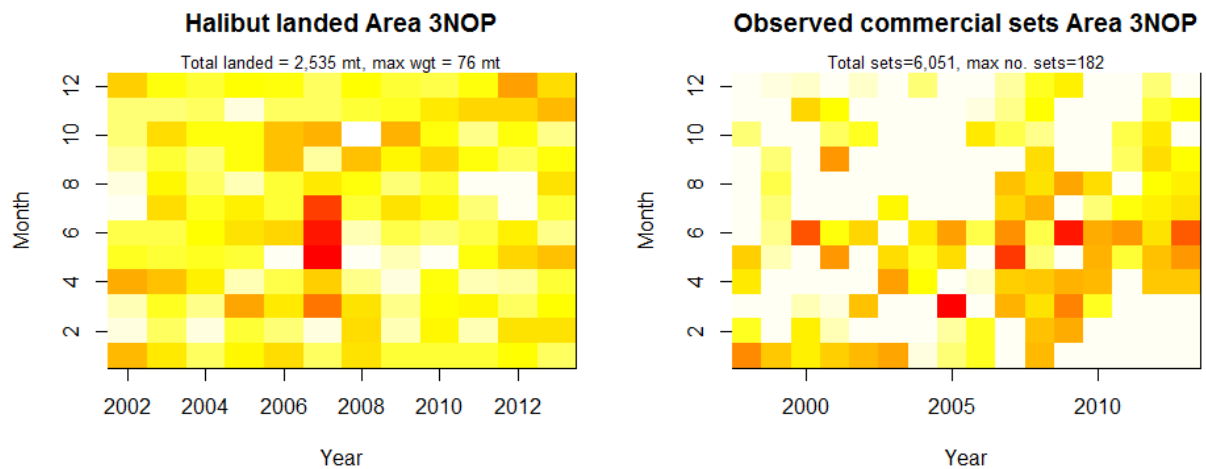 Halibut landed Area 3NOP
Total landed = 2,535 mt, max wgt = 76 mt
Month
12
10
8
6
4
2
2002 2004 2006 2008 2010 2012
Year
Observed commercial sets Area 3NOP
Total sets=6,051, max no. sets=182
Month
12
10
8
6
4
2
2000 2005 2010
Year